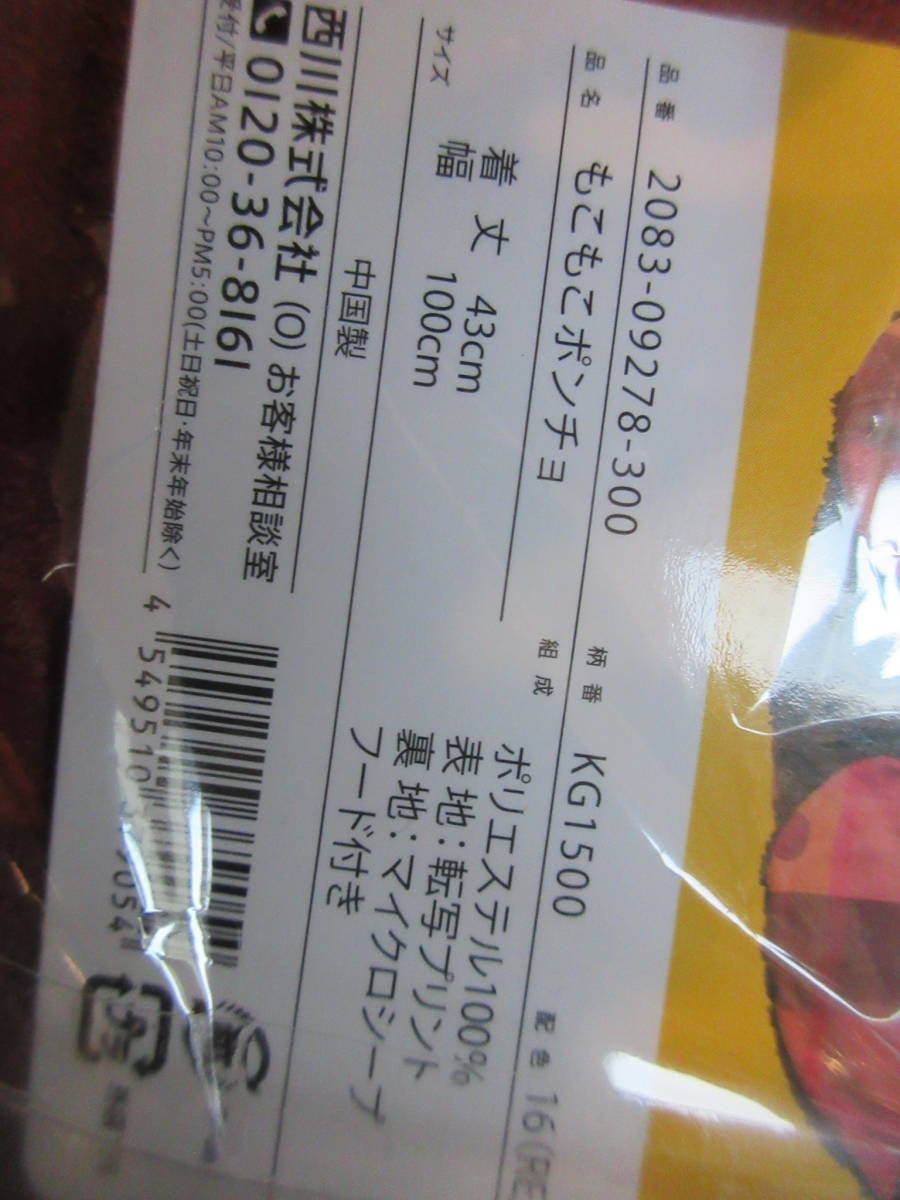 品番 2083-09278-300 柄番 KG1500 配色 16(RE
品名 もこもこポンチョ 組成 ポリエステル100%
表地:転写プリント
裏地:マイクロシープ
フード付き
サイズ 着丈 43cm
幅 100cm
中国製
西川株式会社(O)お客様相談室
0120-36-8161
受付/平日AM10:00~PM5:00(土日祝日・年末年始除く)
4 549510